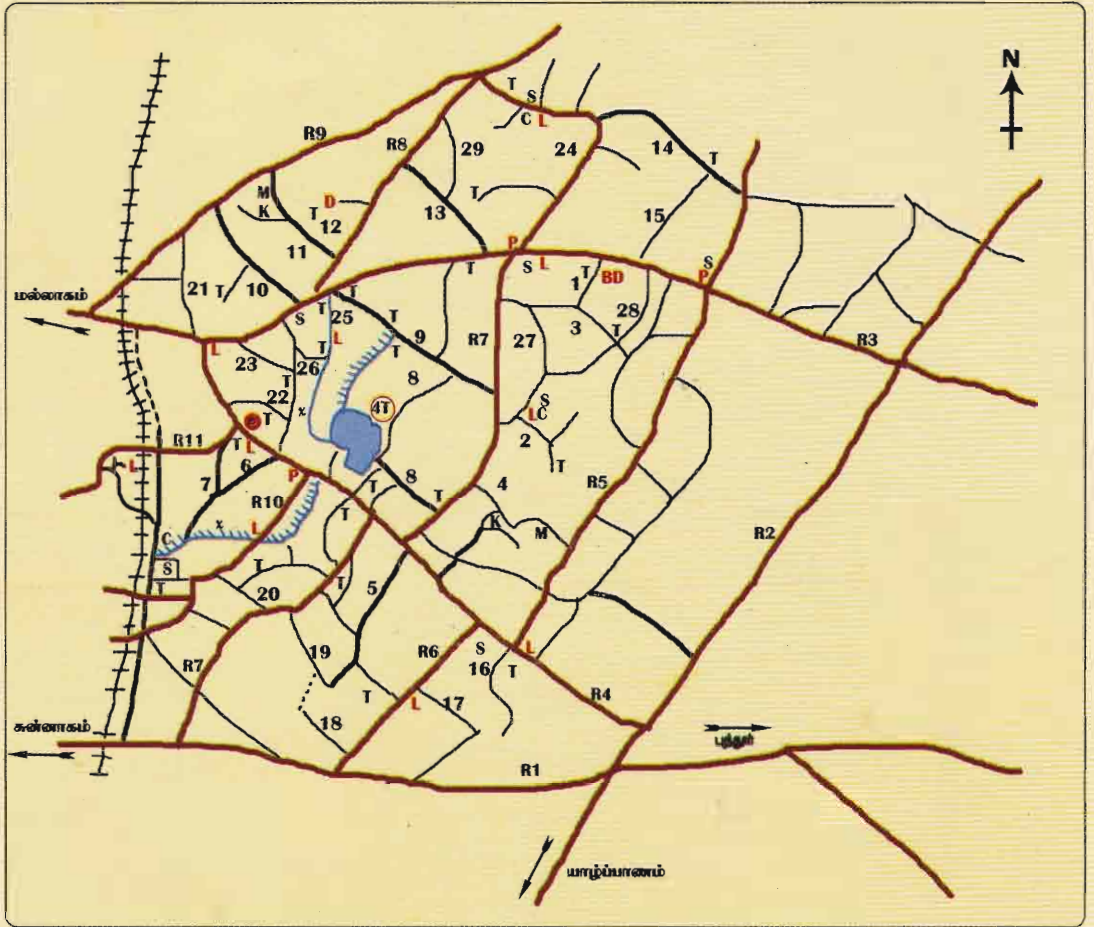 N
T
S
C
L
R9
R8
29
24
14
T
M
K
D
T
12
T
13
15
11
P
S
L
T
21
T
10
T
1
T
BD
S
P
மல்லாகம்
S
T
T
25
L
T
9
R7
27
3
28
T
R3
L
23
T
26
T
8
22
T
x
4T
S
LC
2
T
R11
T
L
6
L
7
P
R10
L
x
C
8
T
T
T
4
K
M
R5
R2
S
T
T
20
T
5
R7
19
T
18
R6
L
17
S
16
T
L
R4
சுன்னாகம்
புத்தூர்
R1
யாழ்ப்பாணம்